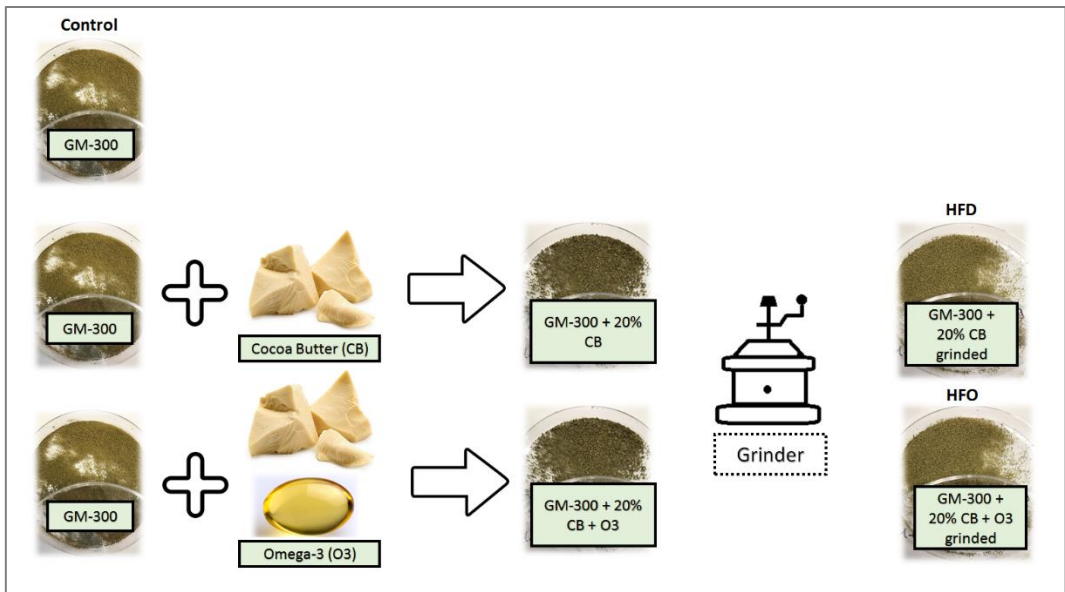 Control
GM-300
HFD
GM-300
Cocoa Butter (CB)
GM-300 + 20%
CB
GM-300 +
20% CB
grinded
HFO
GM-300
Omega-3 (O3)
GM-300 + 20%
CB + O3
Grinder
GM-300 +
20% CB + O3
grinded